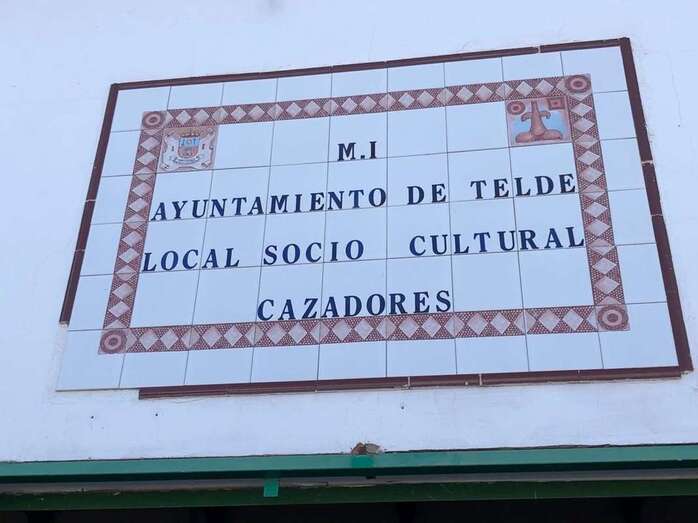 M.I
AYUNTAMIENTO DE TELDE
LOCAL SOCIO CULTURAL
CAZADORES